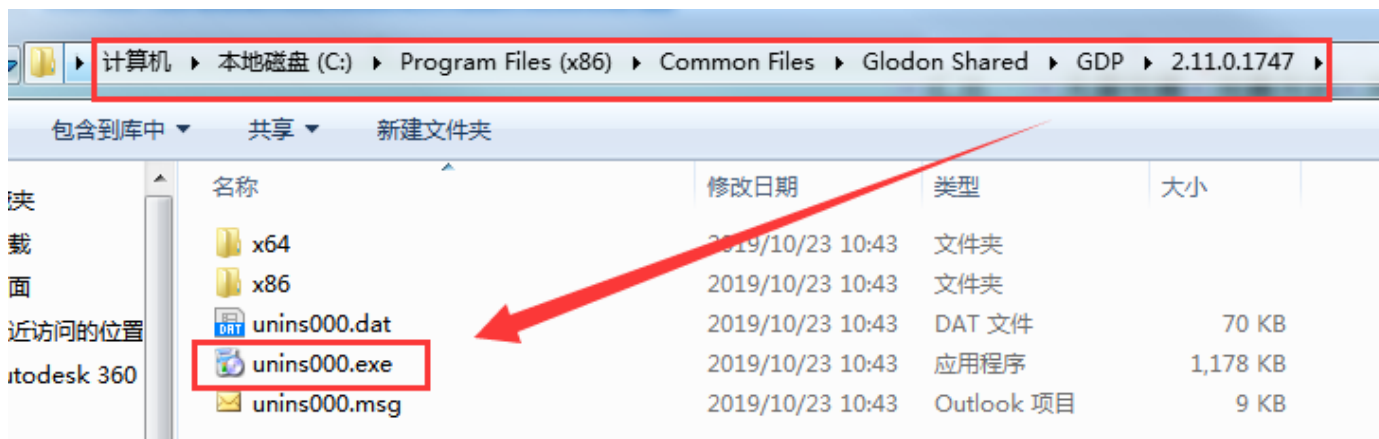 计算机 本地磁盘 (C:) Program Files (x86) Common Files Glodon Shared GDP 2.11.0.1747
包含到库中 共享 新建文件夹
名称 修改日期 类型 大小
夹
载
面
近访问的位置
utodesk 360
x64 2019/10/23 10:43 文件夹
x86 2019/10/23 10:43 文件夹
unins000.dat 2019/10/23 10:43 DAT 文件 70 KB
unins000.exe 2019/10/23 10:43 应用程序 1,178 KB
unins000.msg 2019/10/23 10:43 Outlook 项目 9 KB